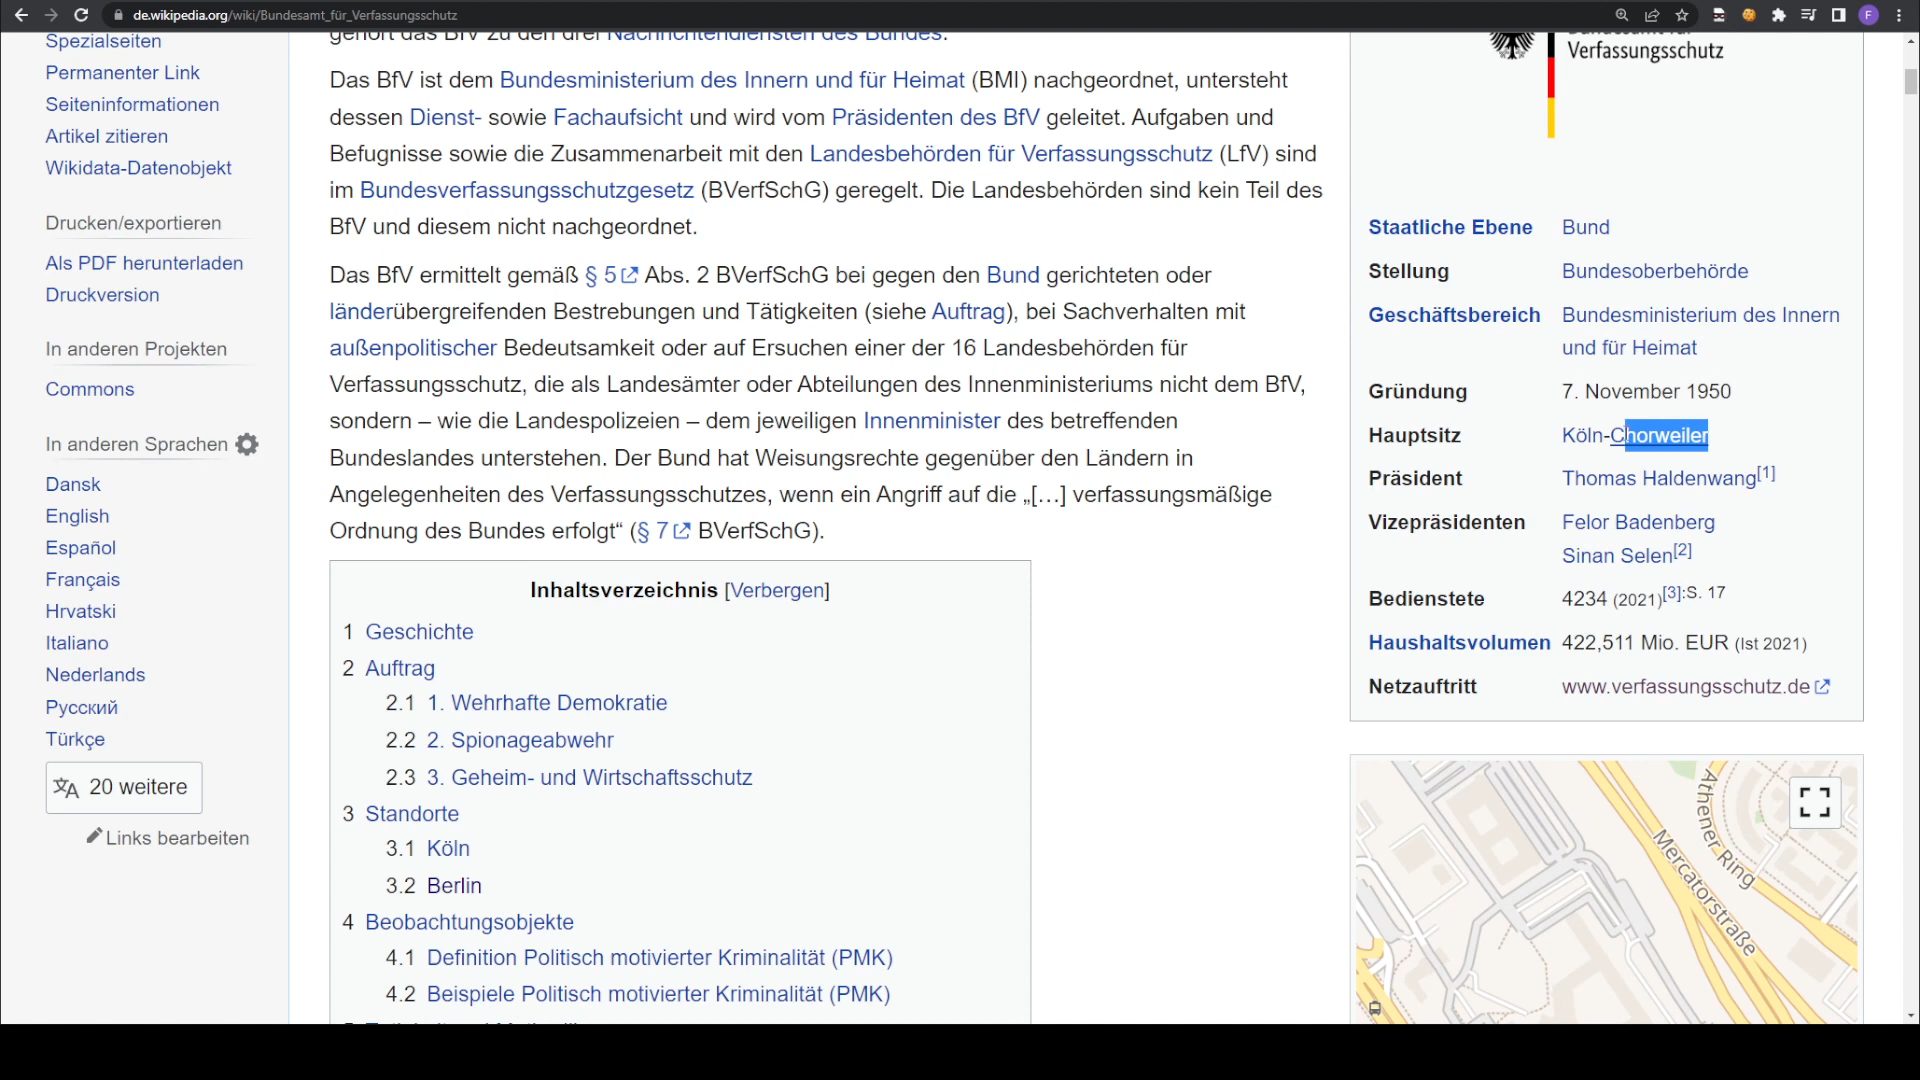 de.wikipedia.org/wiki/Bundesamt_für_Verfassungsschutz
F
Spezialseiten
Permanenter Link
Seiteninformationen
Artikel zitieren
Wikidata-Datenobjekt
Drucken/exportieren
Als PDF herunterladen
Druckversion
In anderen Projekten
Commons
In anderen Sprachen
Dansk
English
Español
Français
Hrvatski
Italiano
Nederlands
Русский
Türkçe
20 weitere
Links bearbeiten
gehört das BfV zu den drei Nachrichtendiensten des Bundes.
Das BfV ist dem Bundesministerium des Innern und für Heimat (BMI) nachgeordnet, untersteht
dessen Dienst- sowie Fachaufsicht und wird vom Präsidenten des BfV geleitet. Aufgaben und
Befugnisse sowie die Zusammenarbeit mit den Landesbehörden für Verfassungsschutz (LfV) sind
im Bundesverfassungsschutzgesetz (BVerfSchG) geregelt. Die Landesbehörden sind kein Teil des
BfV und diesem nicht nachgeordnet.
Das BfV ermittelt gemäß § 5 Abs. 2 BVerfSchG bei gegen den Bund gerichteten oder
länderübergreifenden Bestrebungen und Tätigkeiten (siehe Auftrag), bei Sachverhalten mit
außenpolitischer Bedeutsamkeit oder auf Ersuchen einer der 16 Landesbehörden für
Verfassungsschutz, die als Landesämter oder Abteilungen des Innenministeriums nicht dem BfV,
sondern – wie die Landespolizeien – dem jeweiligen Innenminister des betreffenden
Bundeslandes unterstehen. Der Bund hat Weisungsrechte gegenüber den Ländern in
Angelegenheiten des Verfassungsschutzes, wenn ein Angriff auf die „[…] verfassungsmäßige
Ordnung des Bundes erfolgt“ (§ 7 BVerfSchG).
Inhaltsverzeichnis [Verbergen]
1 Geschichte
2 Auftrag
2.1 1. Wehrhafte Demokratie
2.2 2. Spionageabwehr
2.3 3. Geheim- und Wirtschaftsschutz
3 Standorte
3.1 Köln
3.2 Berlin
4 Beobachtungsobjekte
4.1 Definition Politisch motivierter Kriminalität (PMK)
4.2 Beispiele Politisch motivierter Kriminalität (PMK)
Bundesamt für
Verfassungsschutz
Staatliche Ebene Bund
Stellung Bundesoberbehörde
Geschäftsbereich Bundesministerium des Innern
und für Heimat
Gründung 7. November 1950
Hauptsitz Köln-Chorweiler
Präsident Thomas Haldenwang[1]
Vizepräsidenten Felor Badenberg
Sinan Selen[2]
Bedienstete 4234 (2021)[3]:S. 17
Haushaltsvolumen 422,511 Mio. EUR (Ist 2021)
Netzauftritt www.verfassungsschutz.de
Athener Ring
Mercatorstraße